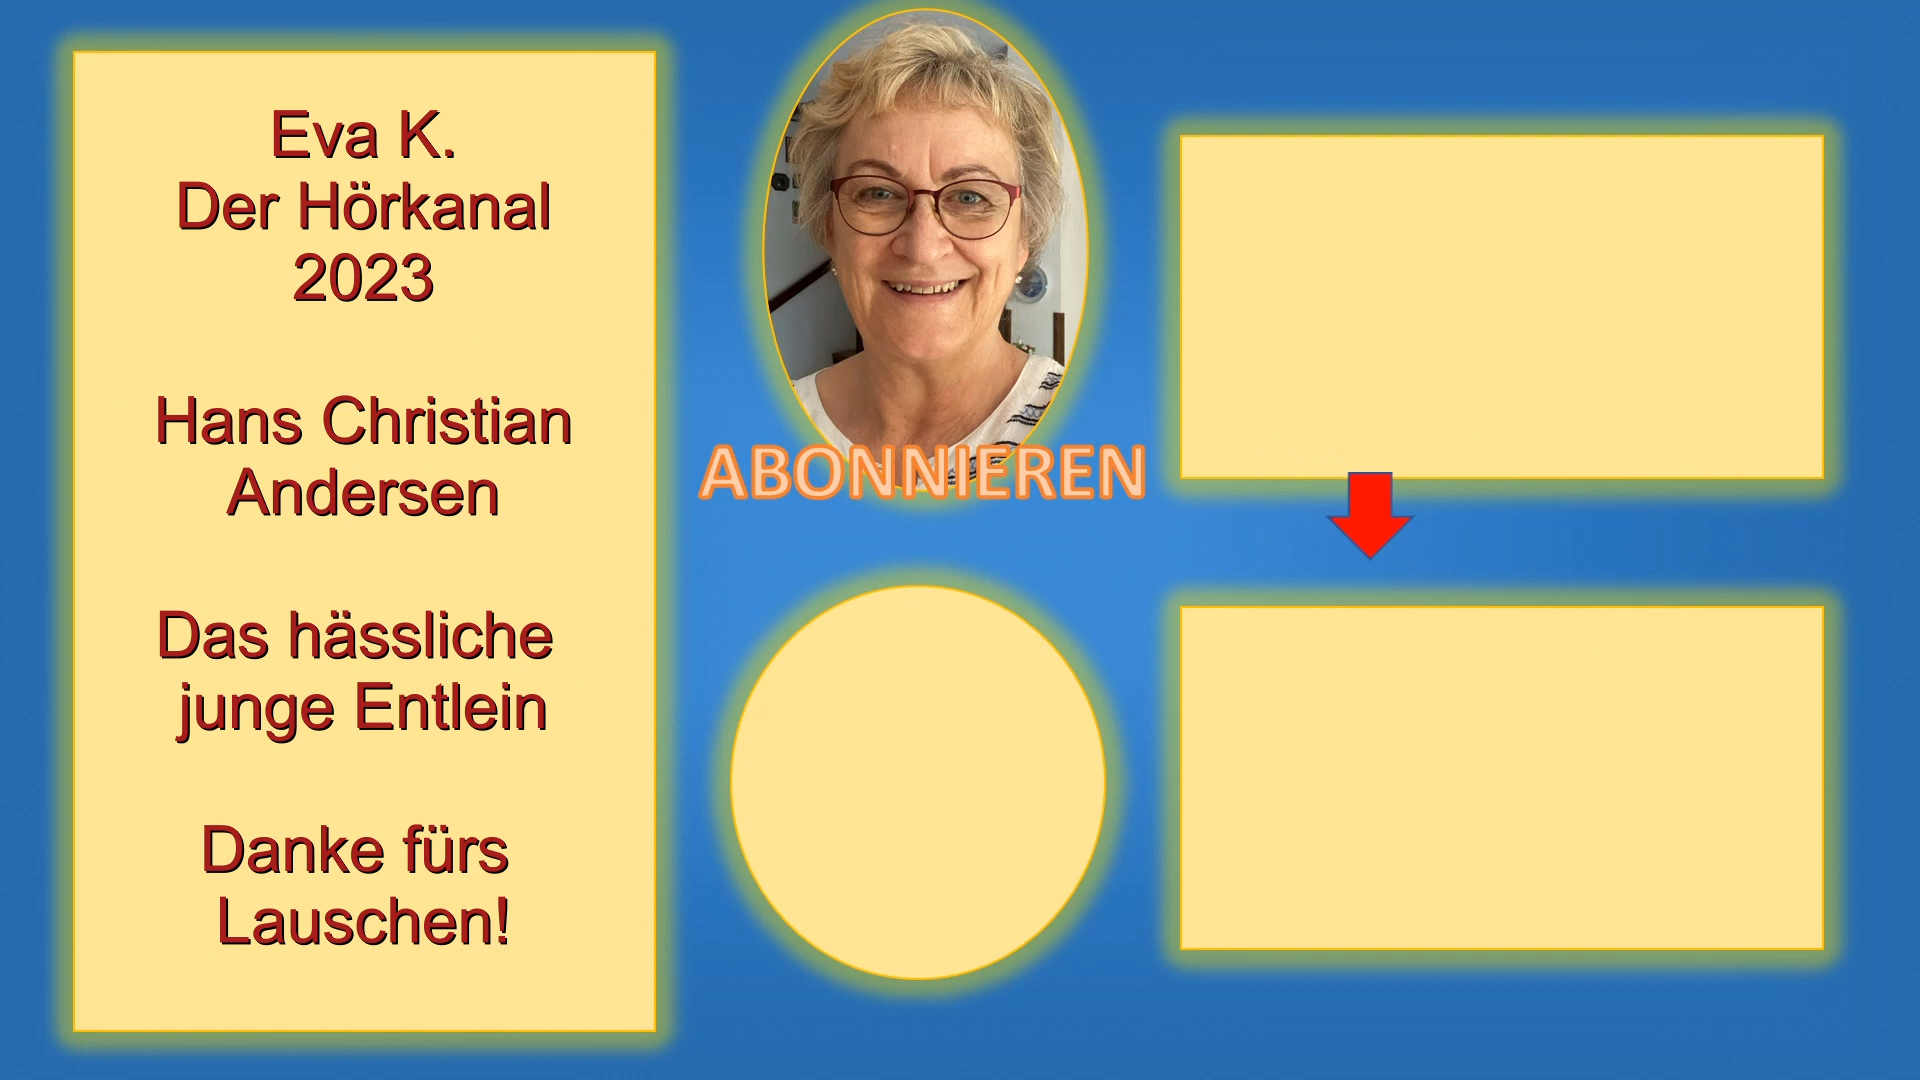 Eva K.
Der Hörkanal
2023
Hans Christian
Andersen
Das hässliche
junge Entlein
Danke fürs
Lauschen!
ABONNIEREN